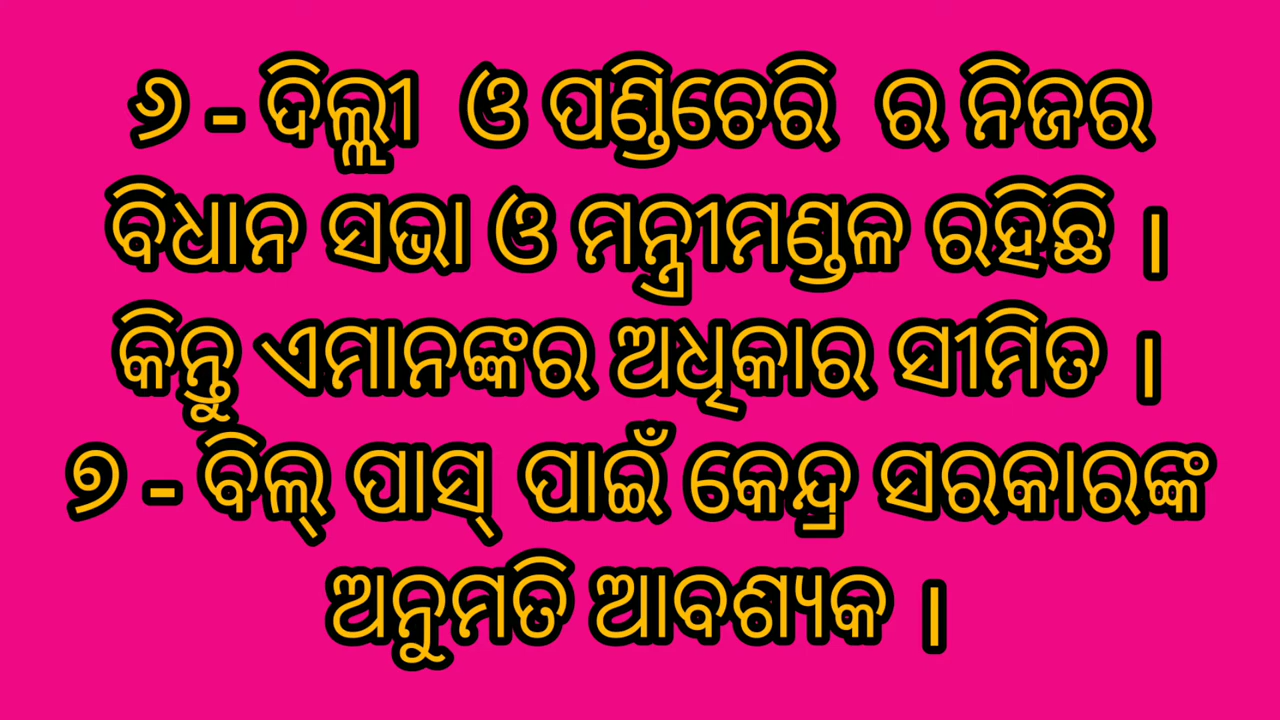 ୬ - ଦିଲ୍ଲୀ ଓ ପଣ୍ଡିଚେରି ର ନିଜର
ବିଧାନ ସଭା ଓ ମନ୍ତ୍ରୀମଣ୍ଡଳ ରହିଛି ।
କିନ୍ତୁ ଏମାନଙ୍କର ଅଧିକାର ସୀମିତ ।
୭ - ବିଲ୍ ପାସ୍ ପାଇଁ କେନ୍ଦ୍ର ସରକାରଙ୍କ
ଅନୁମତି ଆବଶ୍ୟକ ।